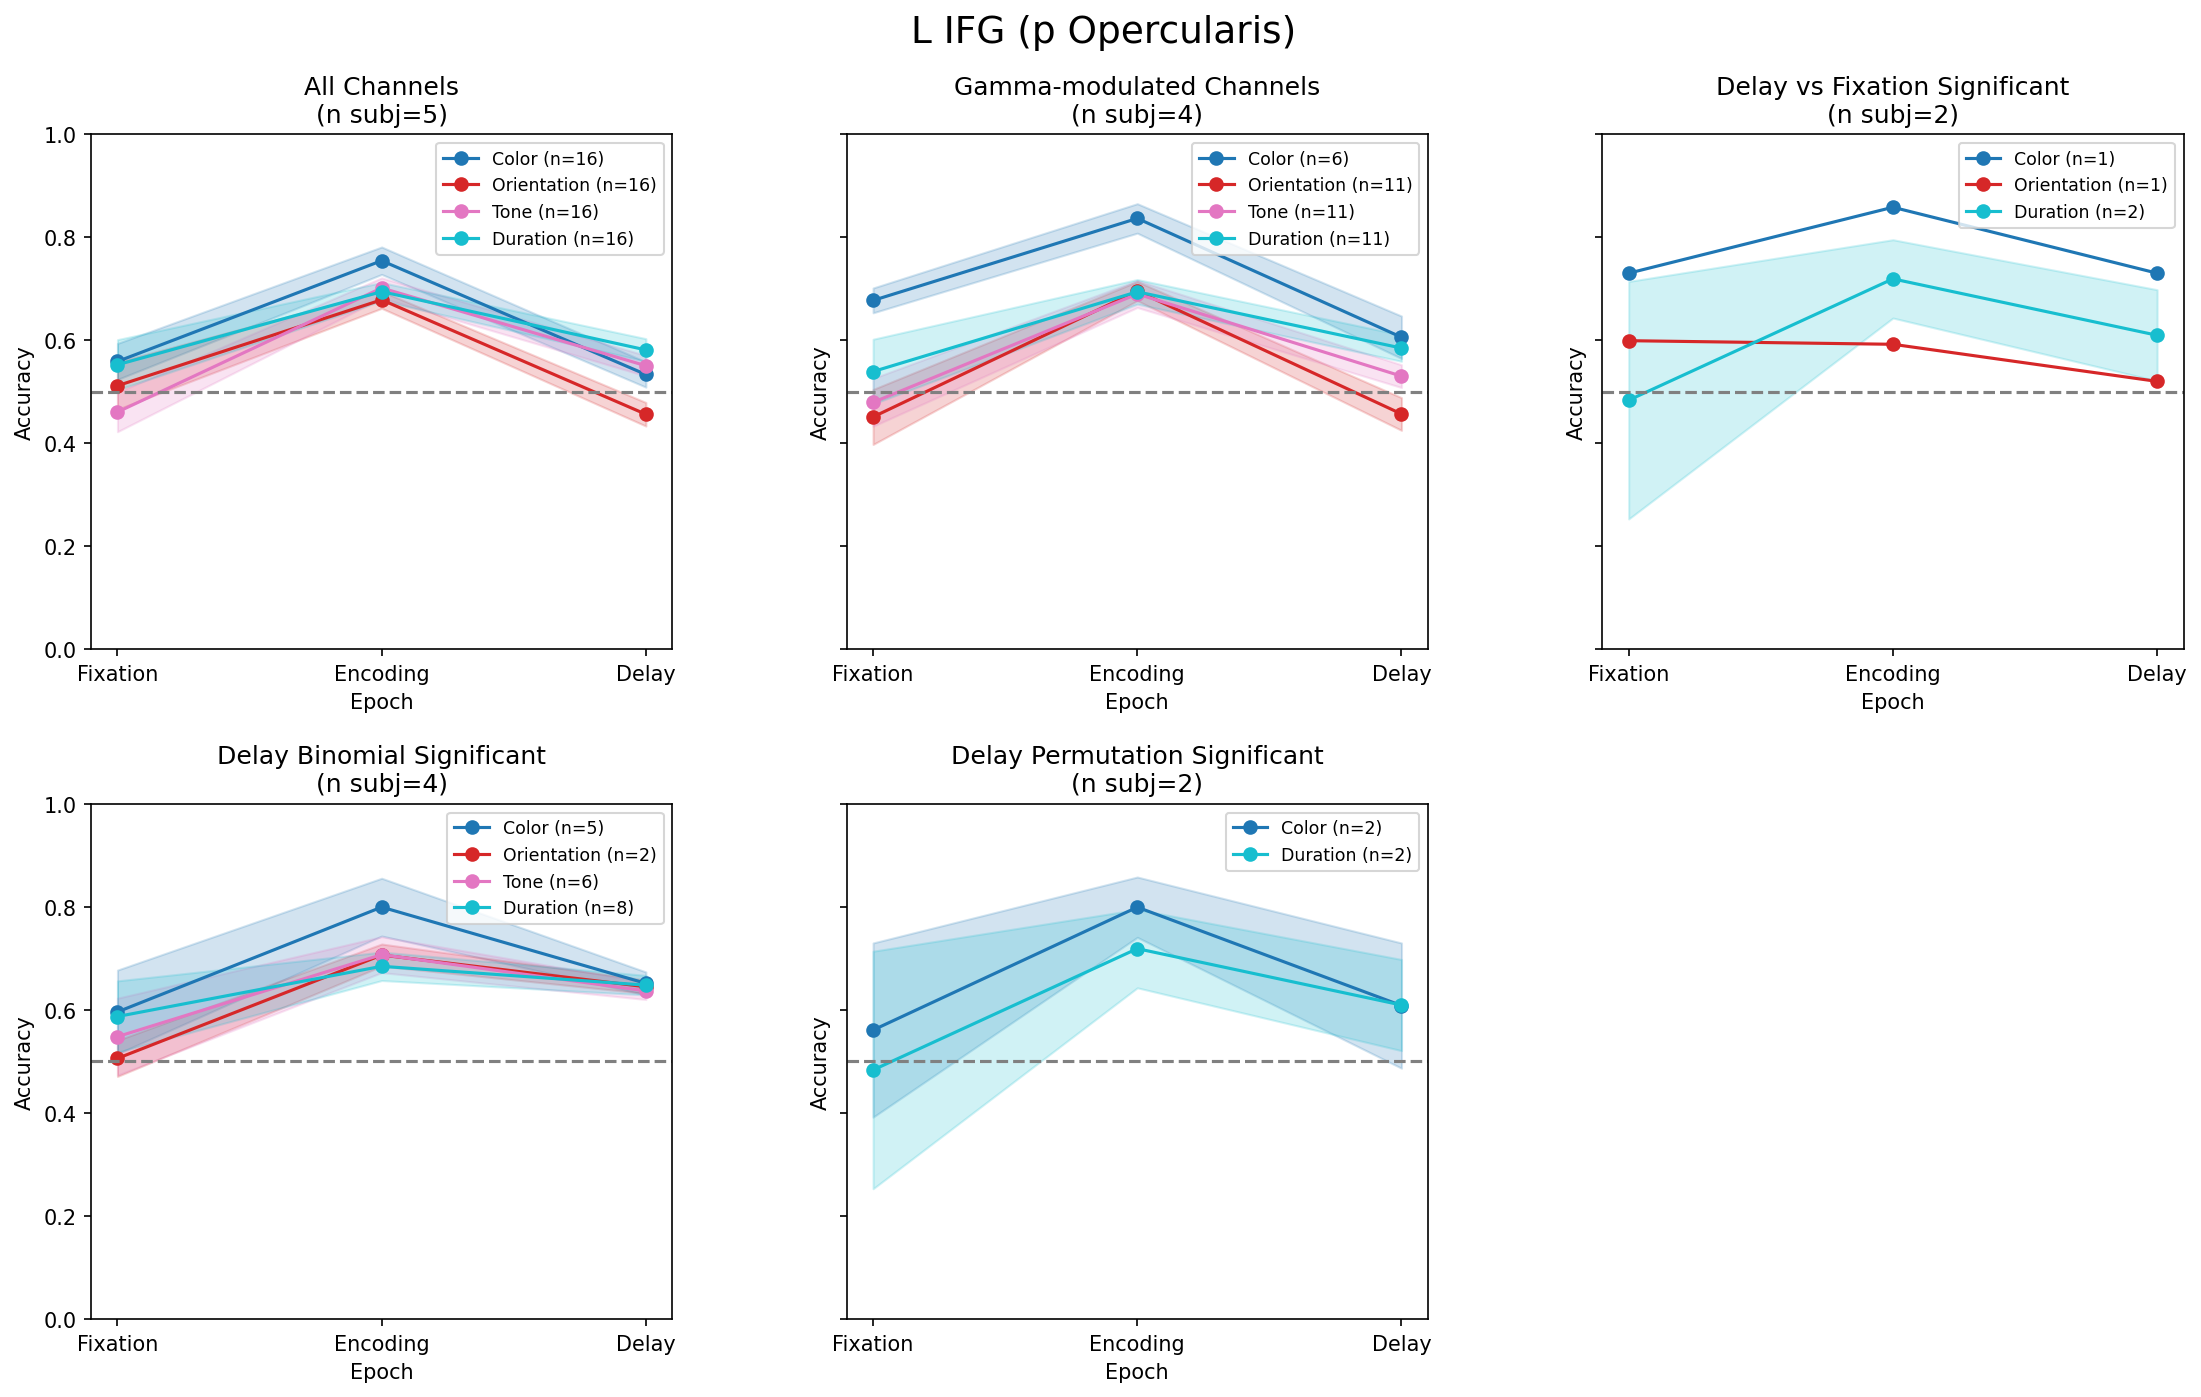 L IFG (p Opercularis)
All Channels
(n subj=5)
1.0
0.8
0.6
0.4
0.2
0.0
Accuracy
Color (n=16)
Orientation (n=16)
Tone (n=16)
Duration (n=16)
Fixation Encoding Delay
Epoch
Gamma-modulated Channels
(n subj=4)
Accuracy
Color (n=6)
Orientation (n=11)
Tone (n=11)
Duration (n=11)
Fixation Encoding Delay
Epoch
Delay vs Fixation Significant
(n subj=2)
Accuracy
Color (n=1)
Orientation (n=1)
Duration (n=2)
Fixation Encoding Delay
Epoch
Delay Binomial Significant
(n subj=4)
1.0
0.8
0.6
0.4
0.2
0.0
Accuracy
Color (n=5)
Orientation (n=2)
Tone (n=6)
Duration (n=8)
Fixation Encoding Delay
Epoch
Delay Permutation Significant
(n subj=2)
Accuracy
Color (n=2)
Duration (n=2)
Fixation Encoding Delay
Epoch